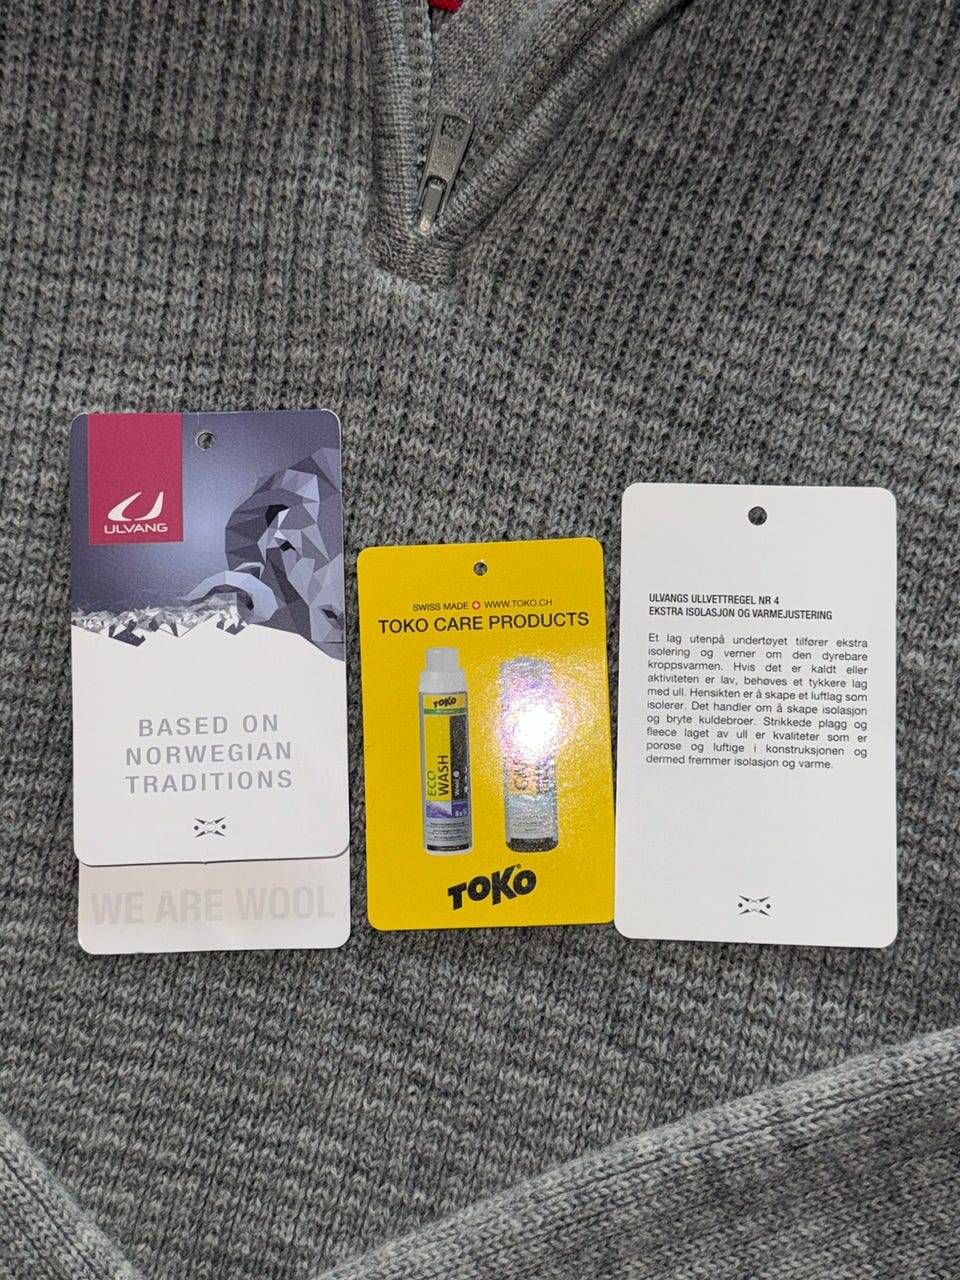 ULVANG
BASED ON
NORWEGIAN
TRADITIONS
WE ARE WOOL
SWISS MADE WWW.TOKO.CH
TOKO CARE PRODUCTS
TOKO
ECO
WASH
Wool
TOKO
ULVANGS ULLVETTREGEL NR 4
EKSTRA ISOLASJON OG VARMEJUSTERING
Et lag utenpå undertøyet tilfører ekstra
isolering og verner om den dyrebare
kroppsvarmen. Hvis det er kaldt eller
aktiviteten er lav, behøves et tykkere lag
med ull. Hensikten er å skape et luftlag som
isolerer. Det handler om å skape isolasjon
og bryte kuldebroer. Strikkede plagg og
fleece laget av ull er kvaliteter som er
porøse og luftige i konstruksjonen og
dermed fremmer isolasjon og varme.